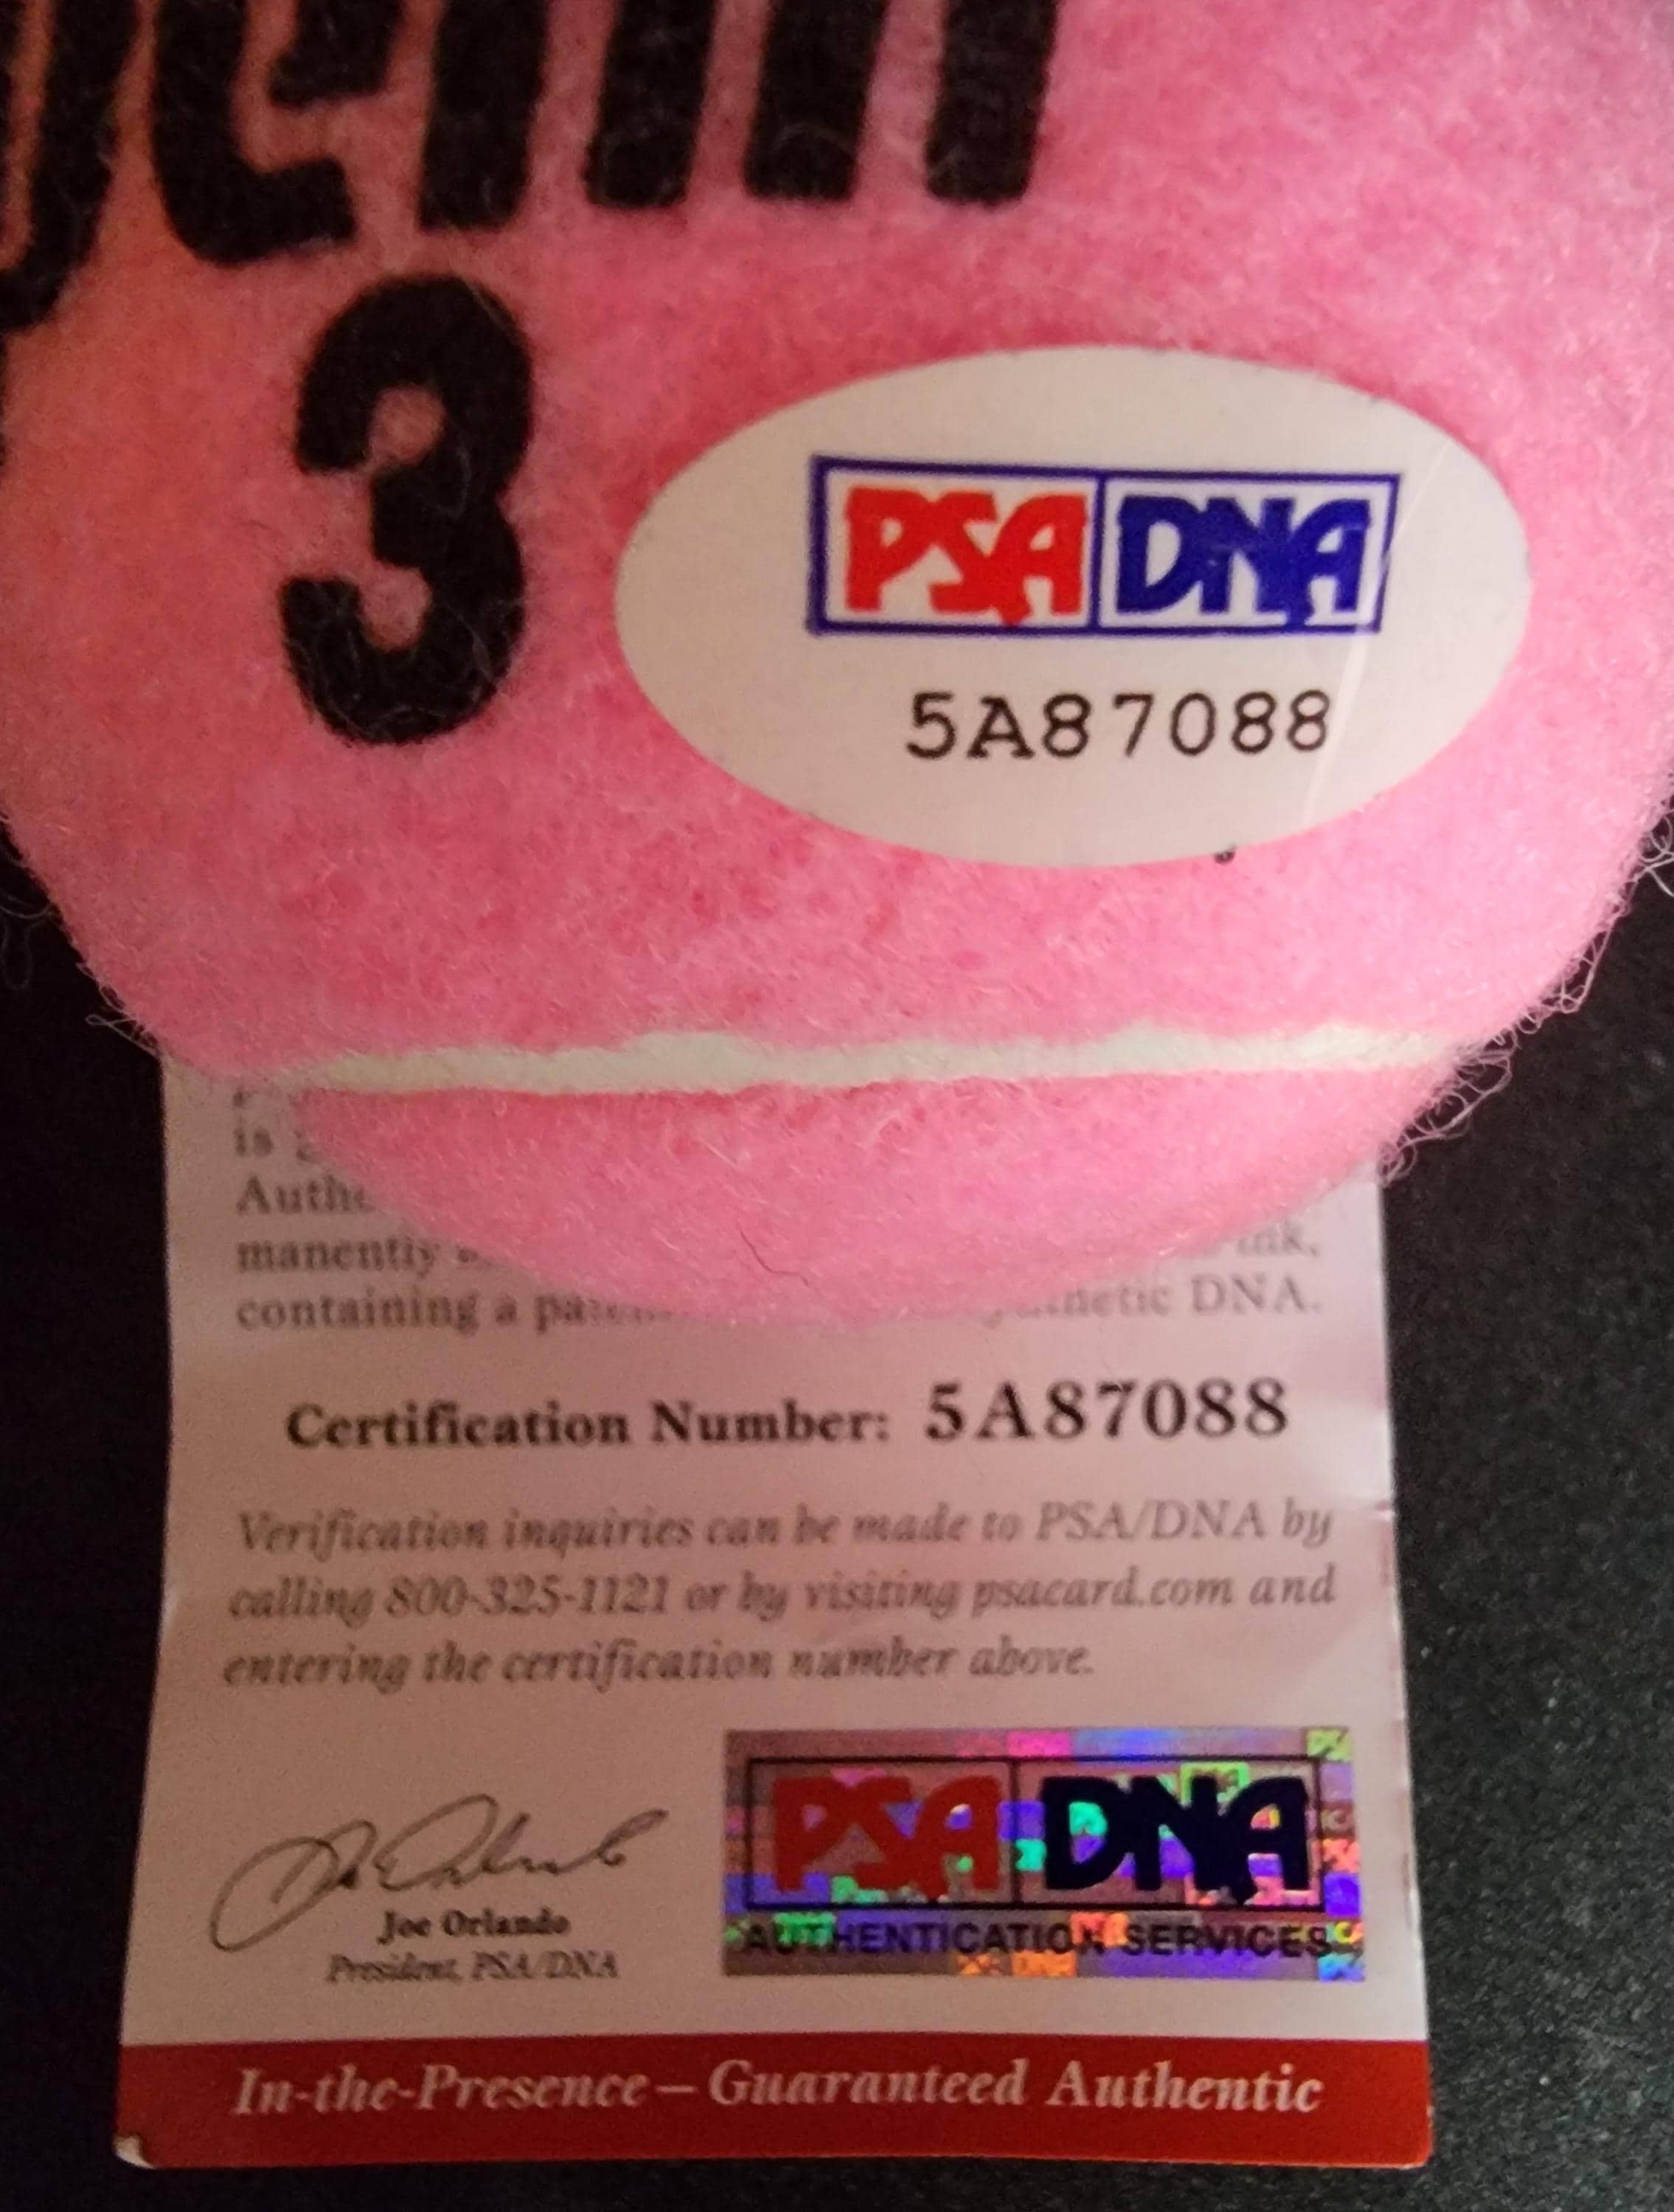 Penn
3
PSA DNA
5A87088
is
manently
containing a DNA.
Certification Number: 5A87088
Verification inquiries can be made to PSA/DNA by
calling 800-325-1121 or by visiting psacard.com and
entering the certification number above.
Joe Orlando
President, PSA/DNA
PSA DNA
AUTHENTICATION SERVICES
In-the-Presence – Guaranteed Authentic